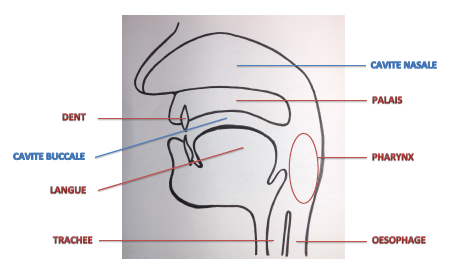 CAVITE NASALE
PALAIS
DENT
CAVITE BUCCALE
PHARYNX
LANGUE
TRACHEE
OESOPHAGE